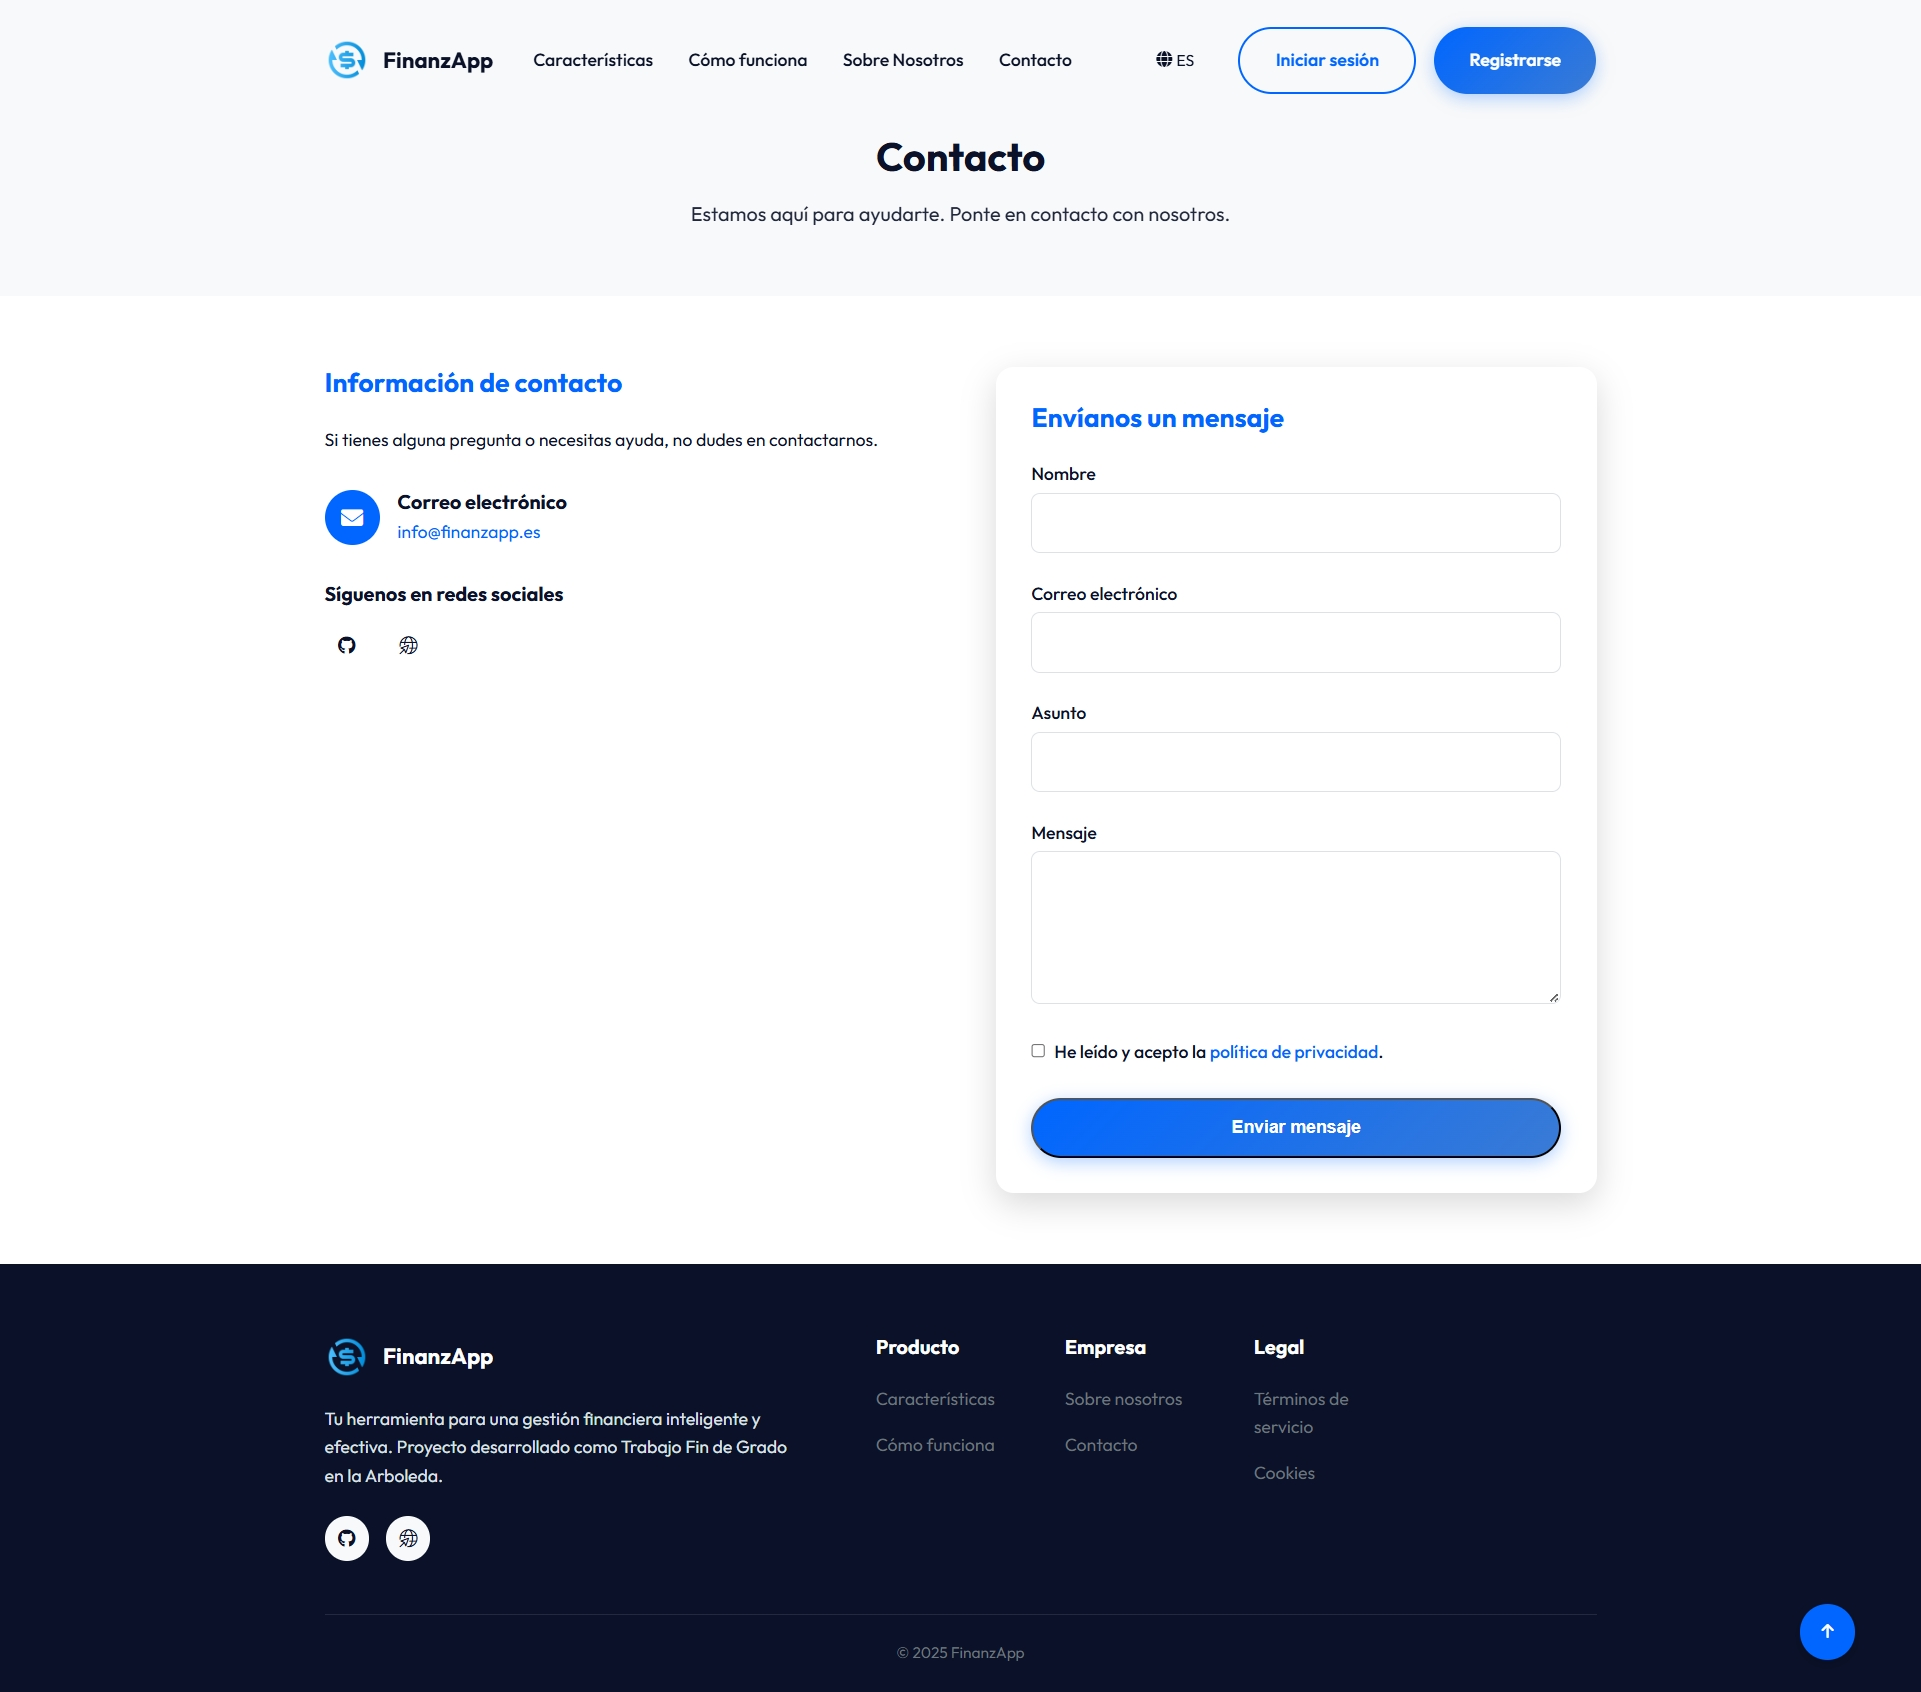 FinanzApp
Características
Cómo funciona
Sobre Nosotros
Contacto
ES
Iniciar sesión
Registrarse
Contacto
Estamos aquí para ayudarte. Ponte en contacto con nosotros.
Información de contacto
Si tienes alguna pregunta o necesitas ayuda, no dudes en contactarnos.
Correo electrónico
info@finanzapp.es
Síguenos en redes sociales
Envíanos un mensaje
Nombre
Correo electrónico
Asunto
Mensaje
He leído y acepto la política de privacidad.
Enviar mensaje
FinanzApp
Tu herramienta para una gestión financiera inteligente y
efectiva. Proyecto desarrollado como Trabajo Fin de Grado
en la Arboleda.
Producto
Características
Cómo funciona
Empresa
Sobre nosotros
Contacto
Legal
Términos de
servicio
Cookies
© 2025 FinanzApp